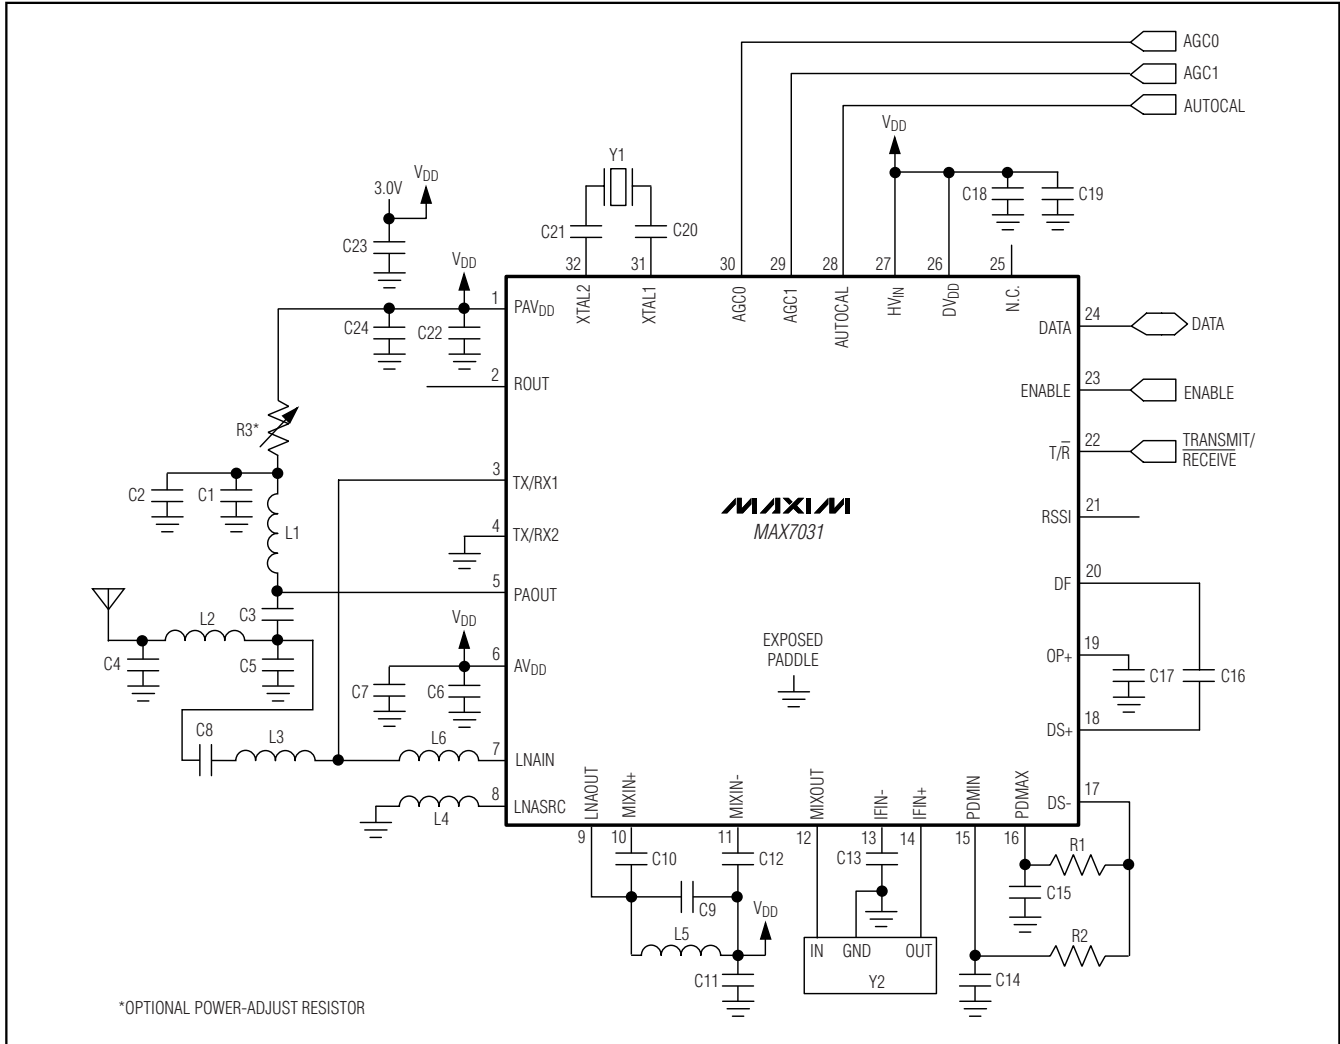 AGC0
AGC1
AUTOCAL
VDD
Y1
VDD
3.0V
C18
C19
C21
C20
C23
VDD
32
31
30
29
28
27
26
25
1
PAVDD
XTAL2
XTAL1
AGC0
AGC1
AUTOCAL
HVIN
DVDD
N.C.
C24
C22
24
DATA
DATA
2
ROUT
23
ENABLE
ENABLE
R3*
22
T/R̅
TRANSMIT/
RECEIVE
3
TX/RX1
C2
C1
MAXIM
MAX7031
21
RSSI
L1
4
TX/RX2
5
PAOUT
20
DF
C3
L2
VDD
C4
C5
6
AVDD
EXPOSED
PADDLE
19
OP+
C17
C16
C7
C6
18
DS+
C8
L3
L6
7
LNAIN
8
LNASRC
L4
LNAOUT
MIXIN+
MIXIN-
MIXOUT
IFIN-
IFIN+
PDMIN
PDMAX
17
DS-
9
10
11
12
13
14
15
16
C10
C12
C13
R1
C15
C9
VDD
L5
R2
IN
GND
OUT
Y2
C11
C14
*OPTIONAL POWER-ADJUST RESISTOR